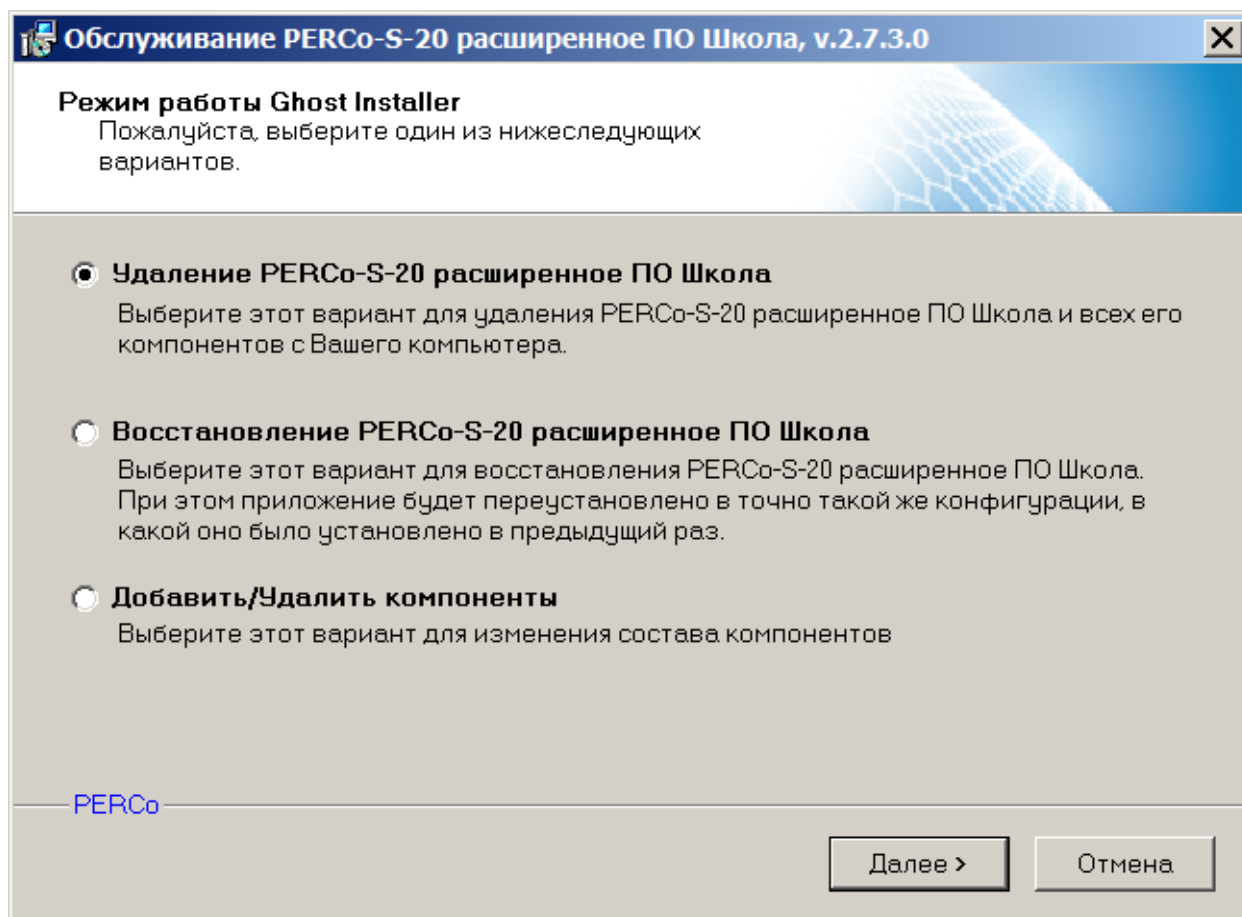 Обслуживание PERCo-S-20 расширенное ПО Школа, v.2.7.3.0
Режим работы Ghost Installer
Пожалуйста, выберите один из нижеследующих
вариантов.
Удаление PERCo-S-20 расширенное ПО Школа
Выберите этот вариант для удаления PERCo-S-20 расширенное ПО Школа и всех его
компонентов с Вашего компьютера.
Восстановление PERCo-S-20 расширенное ПО Школа
Выберите этот вариант для восстановления PERCo-S-20 расширенное ПО Школа.
При этом приложение будет переустановлено в точно такой же конфигурации, в
какой оно было установлено в предыдущий раз.
Добавить/Удалить компоненты
Выберите этот вариант для изменения состава компонентов
PERCo
Далее >
Отмена